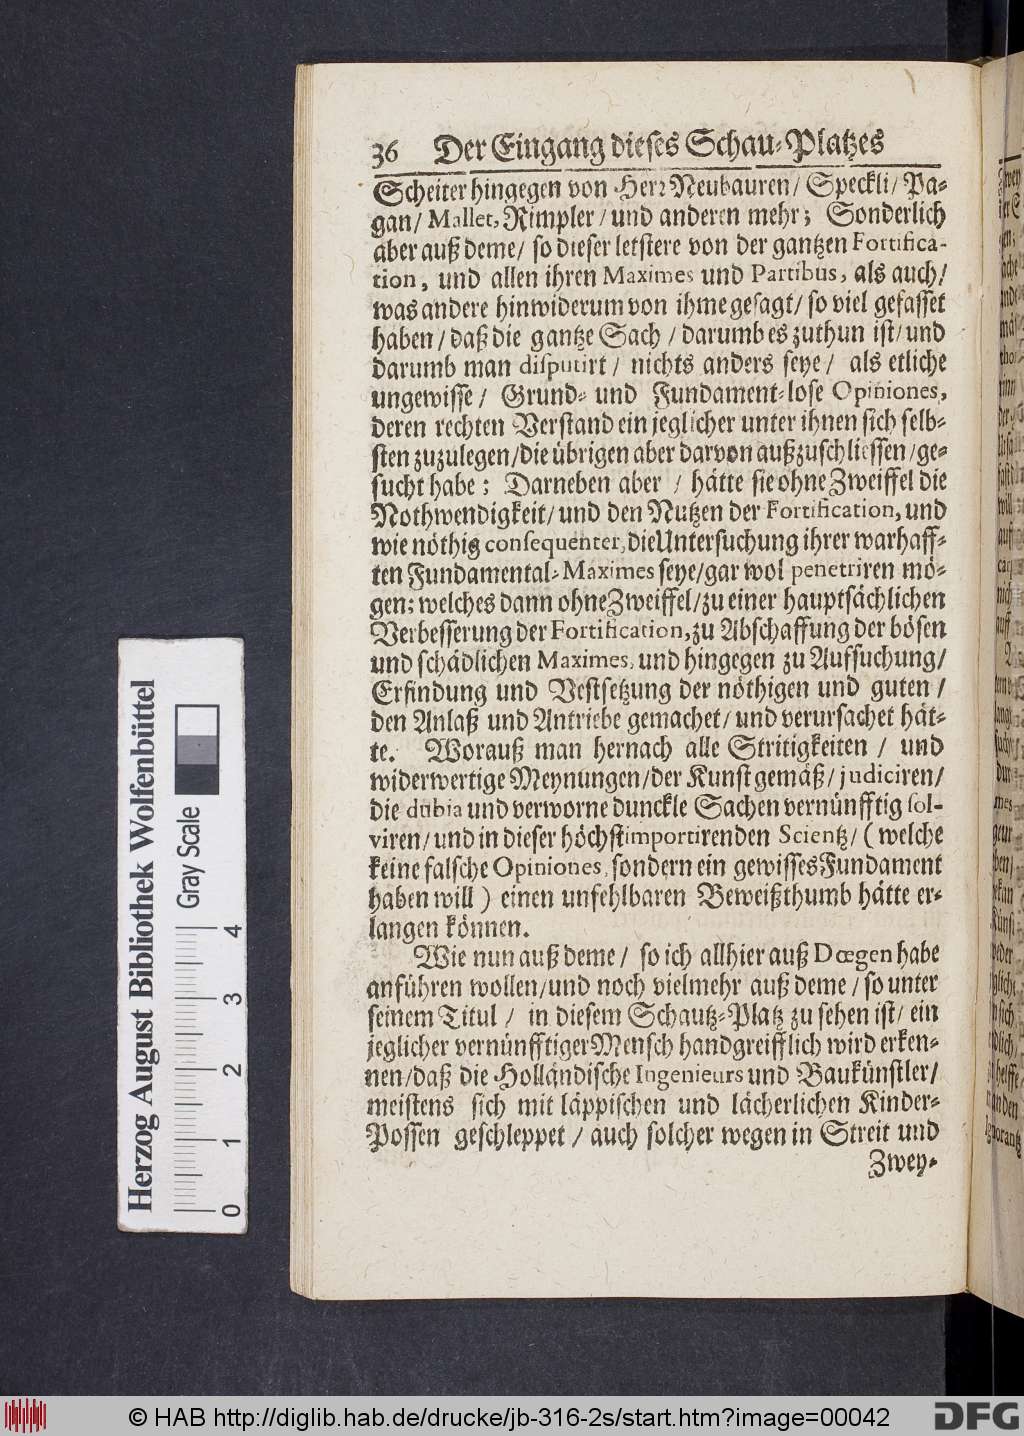 36 Der Eingang dieses Schau-Platzes
Scheiter hingegen von Herr Neubauren/ Speckli/ Pa-
gan/ Mallet, Rimpler/ und anderen mehr; Sonderlich
aber auß deme/ so dieser letstere von der gantzen Fortifica-
tion, und allen ihren Maximes und Partibus, als auch/
was andere hinwiderum von ihme gesagt/ so viel gefasset
haben/ daß die gantze Sach/ darumb es zuthun ist/ und
darumb man disputirt/ nichts anders seye/ als etliche
ungewisse/ Grund- und Fundament-lose Opiniones,
deren rechten Verstand ein jeglicher unter ihnen sich selb-
sten zuzulegen/ die übrigen aber darvon außzuschliessen/ ge-
sucht habe: Darneben aber/ hätte sie ohne Zweiffel die
Nothwendigkeit/ und den Nutzen der Fortification, und
wie nöthig consequenter, die Untersuchung ihrer warhaff-
ten Fundamental-Maximes seye/ gar wol penetriren mö-
gen: welches dann ohne Zweiffel/ zu einer hauptsächlichen
Verbesserung der Fortification, zu Abschaffung der bösen
und schädlichen Maximes, und hingegen zu Aufsuchung/
Erfindung und Vestsetzung der nöthigen und guten/
den Anlaß und Antriebe gemachet/ und verursachet hät-
te. Worauß man hernach alle Stritigkeiten/ und
widerwertige Meynungen/ der Kunst gemäß/ judiciren/
die dubia und verworne dunckle Sachen vernünfftig sol-
viren/ und in dieser höchstimportirenden Scientz/ (welche
keine falsche Opiniones, sondern ein gewisses Fundament
haben will) einen unfehlbaren Beweißthumb hätte er-
langen können.
Wie nun auß deme/ so ich allhier auß Dœgen habe
anführen wollen/ und noch vielmehr auß deme/ so unter
seinem Titul/ in diesem Schautz-Platz zu sehen ist/ ein
jeglicher vernünfftiger Mensch handgreifflich wird erken-
nen/ daß die Holländische Ingenieurs und Baukünstler/
meistens sich mit läppischen und lächerlichen Kinder-
Possen geschleppet/ auch solcher wegen in Streit und
Zwey-
Herzog August Bibliothek Wolfenbüttel
Gray Scale
0 1 2 3 4
© HAB http://diglib.hab.de/drucke/jb-316-2s/start.htm?image=00042
DFG